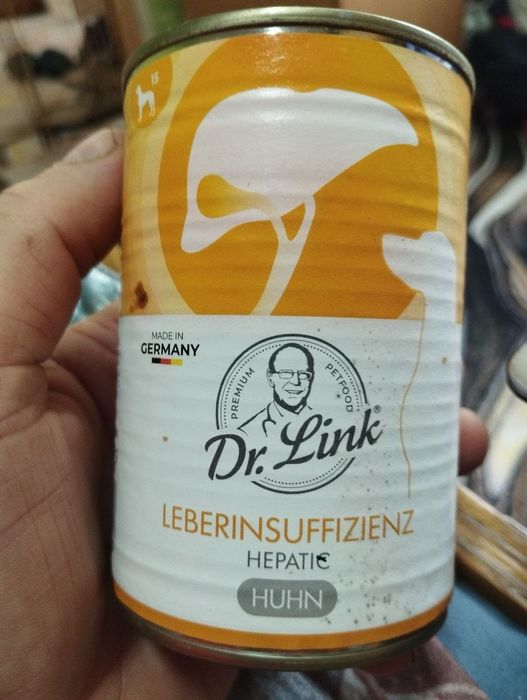 15
MADE IN
GERMANY
PREMIUM PETFOOD
Dr. Link®
LEBERINSUFFIZIENZ
HEPATIC
HUHN